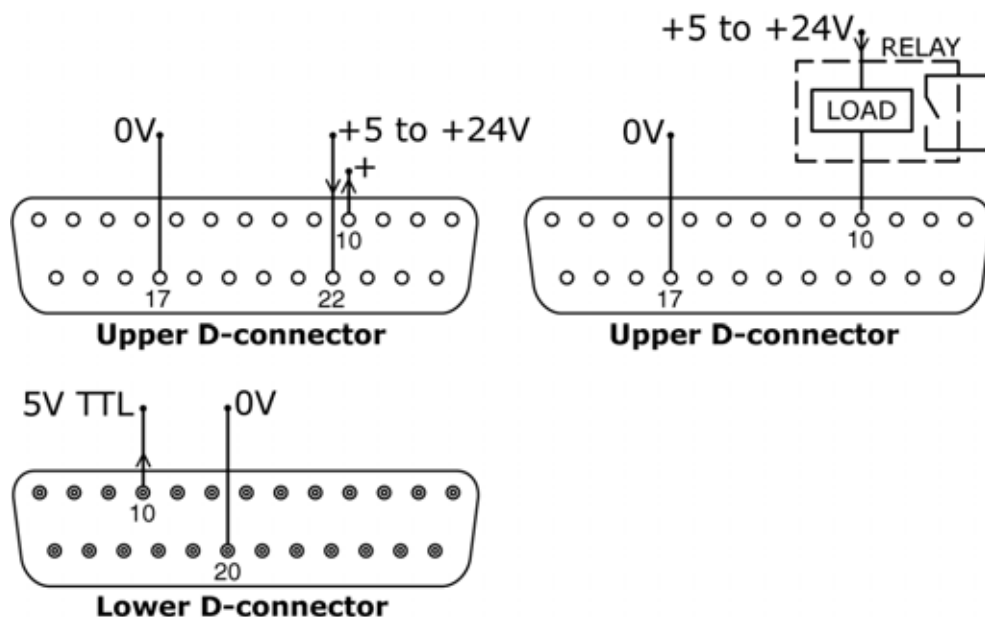 +5 to +24V
RELAY
LOAD
0V
+5 to +24V
+
0V
10
17
22
10
17
Upper D-connector
Upper D-connector
5V TTL
0V
10
20
Lower D-connector